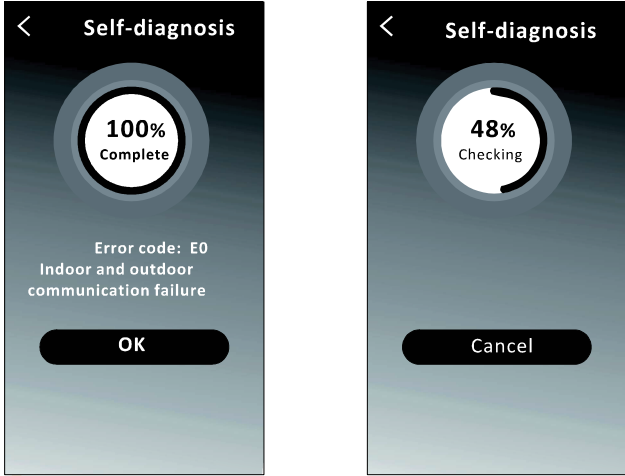 Self-diagnosis
100%
Complete
Error code: E0
Indoor and outdoor
communication failure
OK
Self-diagnosis
48%
Checking
Cancel